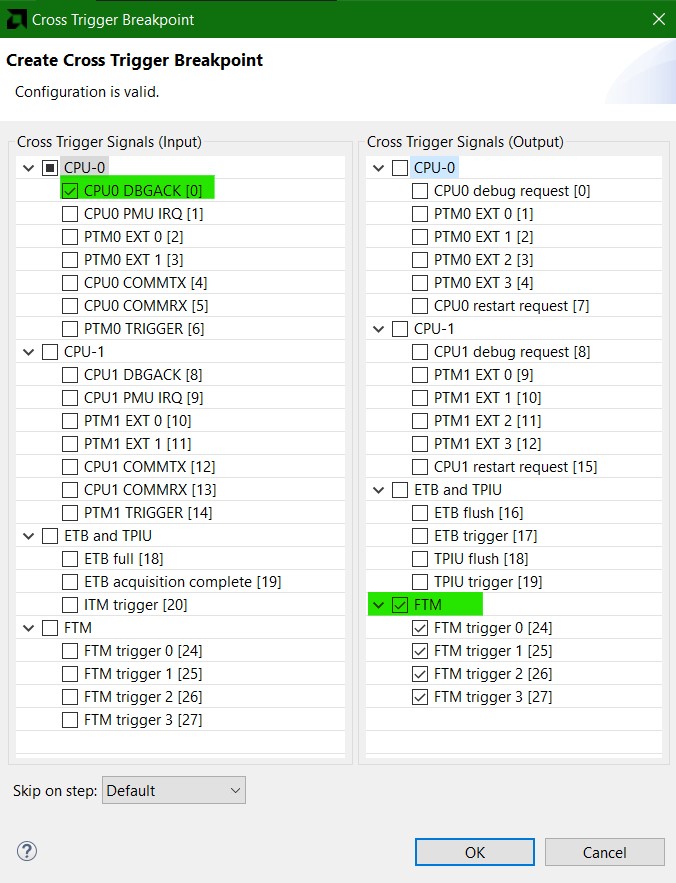 Cross Trigger Breakpoint
Create Cross Trigger Breakpoint
Configuration is valid.
Cross Trigger Signals (Input)
CPU-0
CPU0 DBGACK [0]
CPU0 PMU IRQ [1]
PTM0 EXT 0 [2]
PTM0 EXT 1 [3]
CPU0 COMMTX [4]
CPU0 COMMRX [5]
PTM0 TRIGGER [6]
CPU-1
CPU1 DBGACK [8]
CPU1 PMU IRQ [9]
PTM1 EXT 0 [10]
PTM1 EXT 1 [11]
CPU1 COMMTX [12]
CPU1 COMMRX [13]
PTM1 TRIGGER [14]
ETB and TPIU
ETB full [18]
ETB acquisition complete [19]
ITM trigger [20]
FTM
FTM trigger 0 [24]
FTM trigger 1 [25]
FTM trigger 2 [26]
FTM trigger 3 [27]
Cross Trigger Signals (Output)
CPU-0
CPU0 debug request [0]
PTM0 EXT 0 [1]
PTM0 EXT 1 [2]
PTM0 EXT 2 [3]
PTM0 EXT 3 [4]
CPU0 restart request [7]
CPU-1
CPU1 debug request [8]
PTM1 EXT 0 [9]
PTM1 EXT 1 [10]
PTM1 EXT 2 [11]
PTM1 EXT 3 [12]
CPU1 restart request [15]
ETB and TPIU
ETB flush [16]
ETB trigger [17]
TPIU flush [18]
TPIU trigger [19]
FTM
FTM trigger 0 [24]
FTM trigger 1 [25]
FTM trigger 2 [26]
FTM trigger 3 [27]
Skip on step: Default
?
OK Cancel